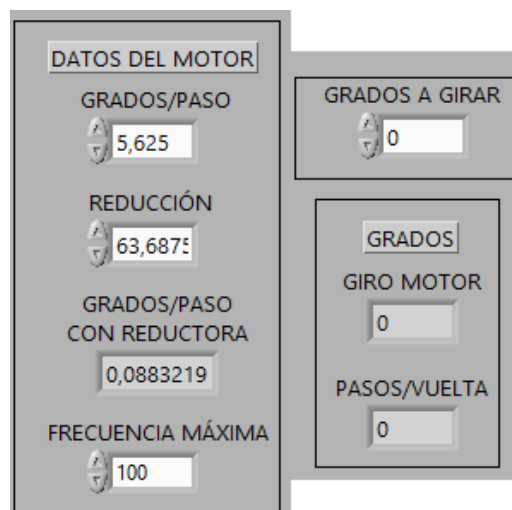 DATOS DEL MOTOR
GRADOS/PASO
5,625
REDUCCIÓN
63,6875
GRADOS/PASO
CON REDUCTORA
0,0883219
FRECUENCIA MÁXIMA
100
GRADOS A GIRAR
0
GRADOS
GIRO MOTOR
0
PASOS/VUELTA
0